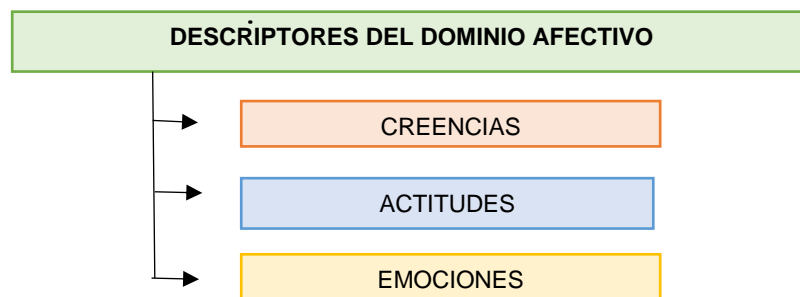 DESCRIPTORES DEL DOMINIO AFECTIVO
CREENCIAS
ACTITUDES
EMOCIONES